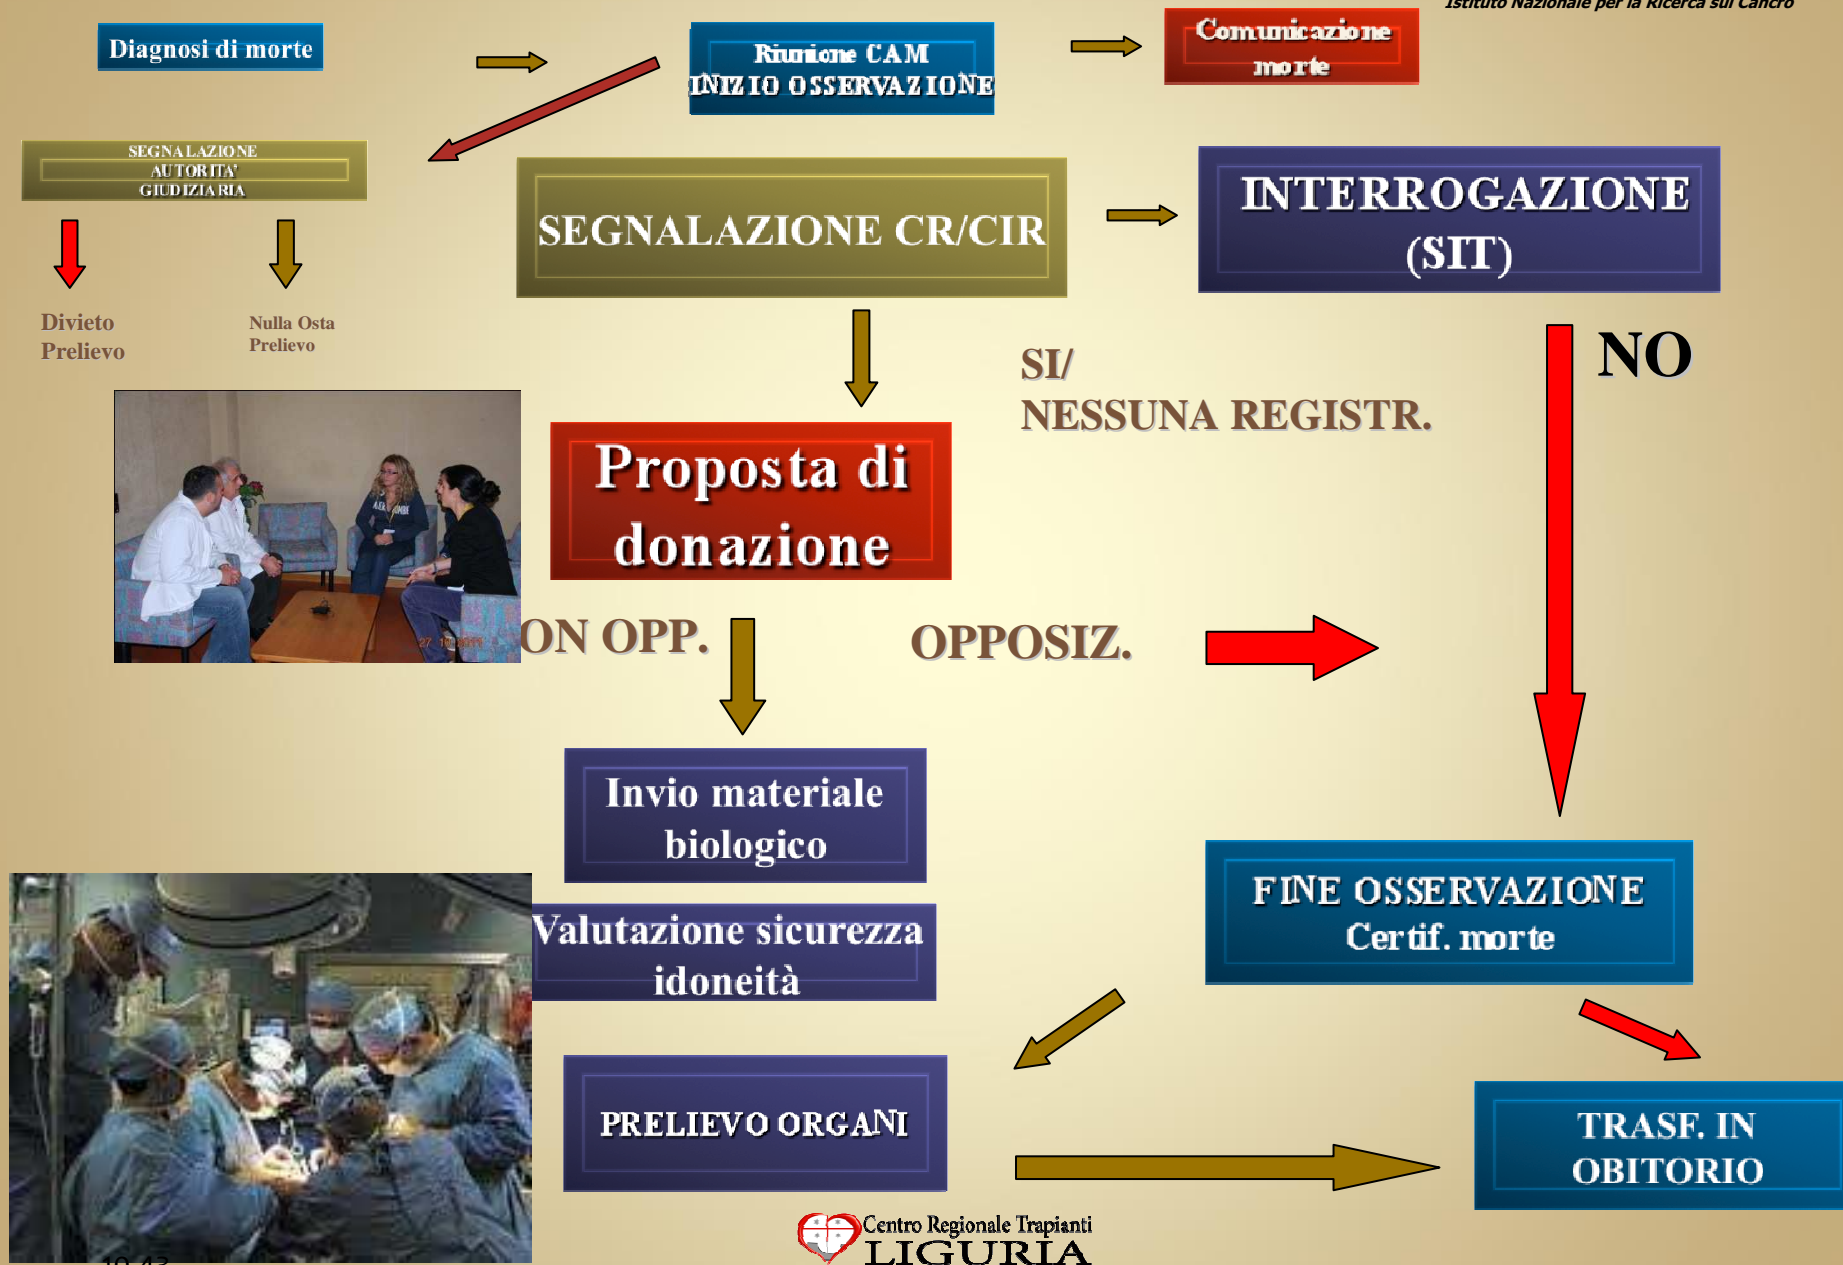 Istituto Nazionale per la Ricerca sul Cancro
Diagnosi di morte
Riunione CAM
INIZIO OSSERVAZIONE
Comunicazione
morte
SEGNALAZIONE
AUTORITA'
GIUDIZIARIA
SEGNALAZIONE CR/CIR
INTERROGAZIONE
(SIT)
Divieto
Prelievo
Nulla Osta
Prelievo
SI/
NESSUNA REGISTR.
NO
Proposta di
donazione
ON OPP.
OPPOSIZ.
Invio materiale
biologico
Valutazione sicurezza
idoneità
FINE OSSERVAZIONE
Certif. morte
PRELIEVO ORGANI
TRASF. IN
OBITORIO
Centro Regionale Trapianti
LIGURIA